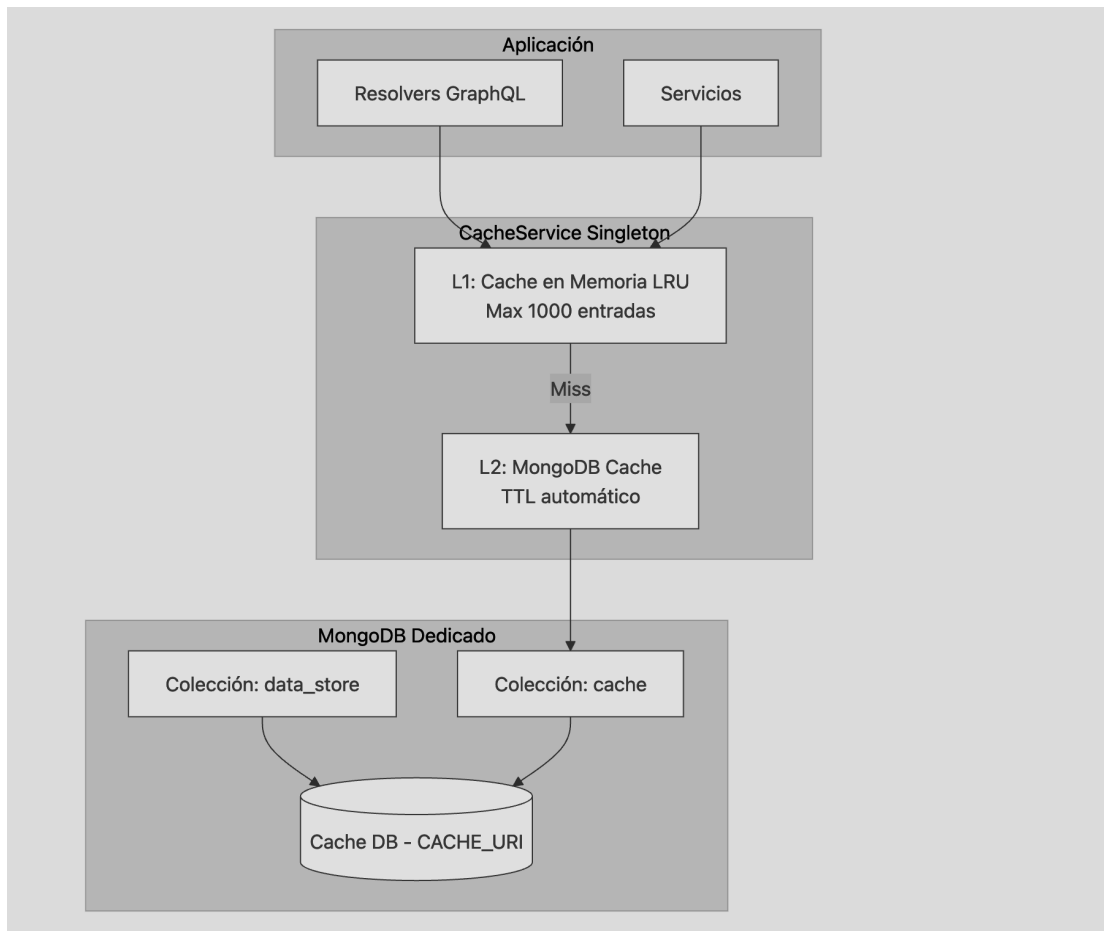 Aplicación
Resolvers GraphQL
Servicios
CacheService Singleton
L1: Cache en Memoria LRU
Max 1000 entradas
Miss
L2: MongoDB Cache
TTL automático
MongoDB Dedicado
Colección: data_store
Colección: cache
Cache DB - CACHE_URI